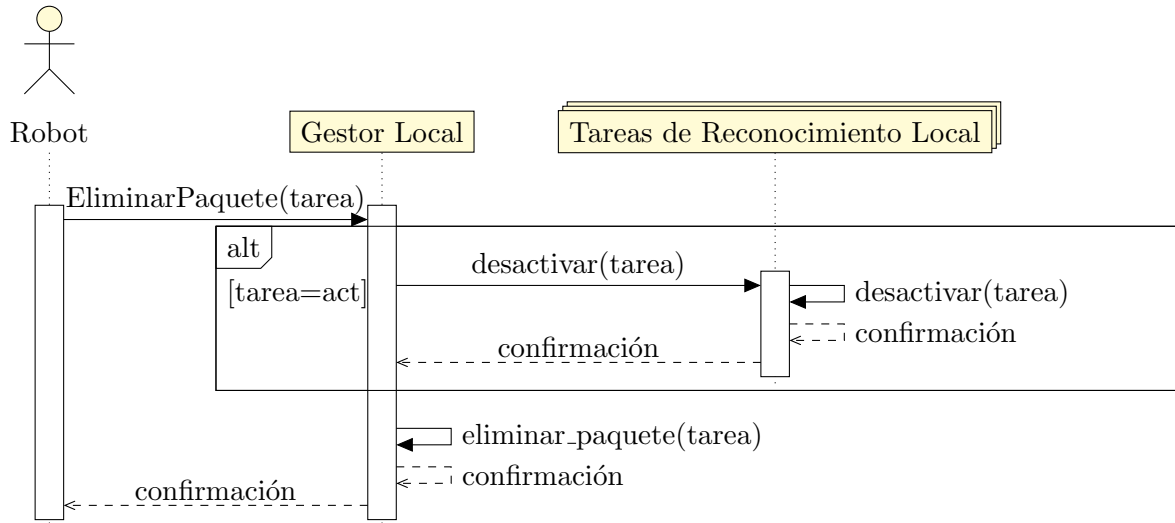 Robot
Gestor Local
Tareas de Reconocimiento Local
EliminarPaquete(tarea)
alt
desactivar(tarea)
[tarea=act]
desactivar(tarea)
confirmación
confirmación
eliminar_paquete(tarea)
confirmación
confirmación